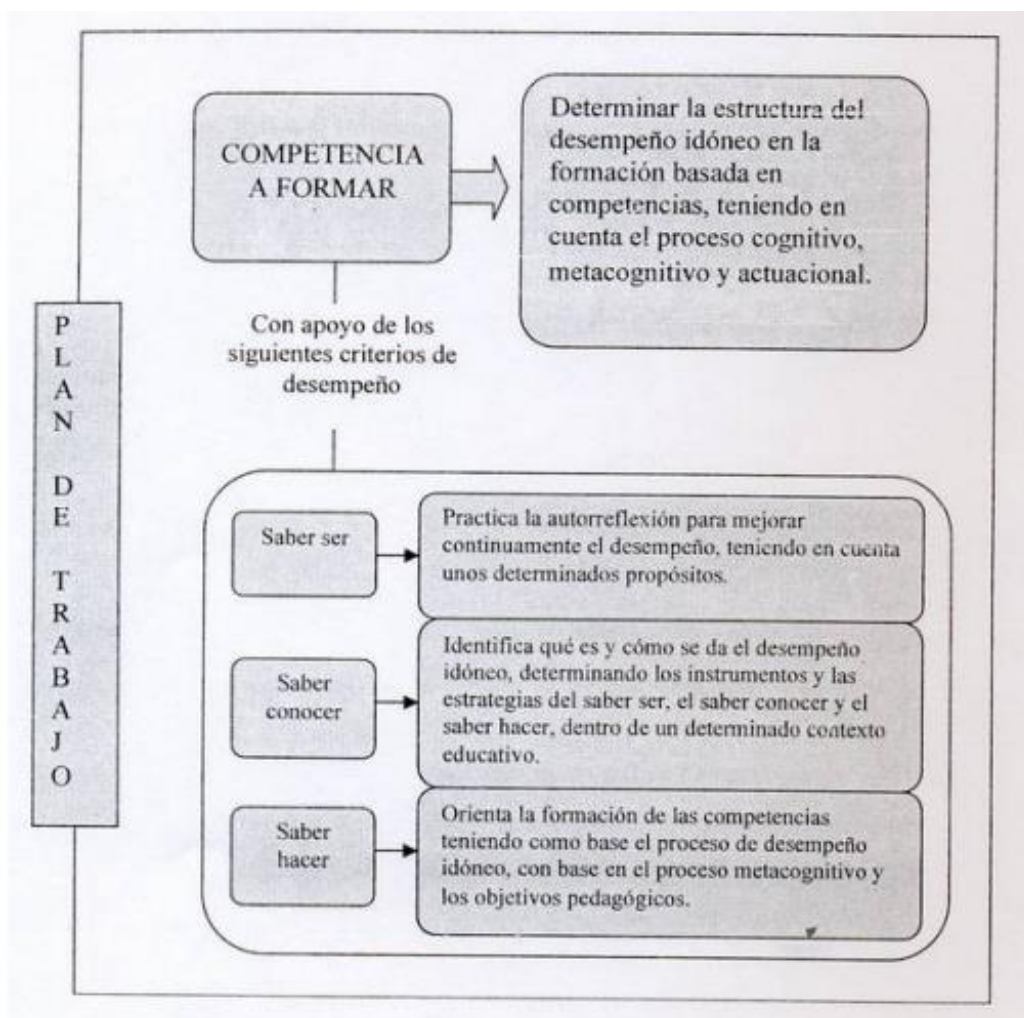 COMPETENCIA
A FORMAR
Determinar la estructura del
desempeño idóneo en la
formación basada en
competencias, teniendo en
cuenta el proceso cognitivo,
metacognitivo y actuacional.
PLAN DE TRABAJO
Con apoyo de los
siguientes criterios de
desempeño
Saber ser
Practica la autorreflexión para mejorar
continuamente el desempeño, teniendo en cuenta
unos determinados propósitos.
Saber
conocer
Identifica qué es y cómo se da el desempeño
idóneo, determinando los instrumentos y las
estrategias del saber ser, el saber conocer y el
saber hacer, dentro de un determinado contexto
educativo.
Saber
hacer
Orienta la formación de las competencias
teniendo como base el proceso de desempeño
idóneo, con base en el proceso metacognitivo y
los objetivos pedagógicos.